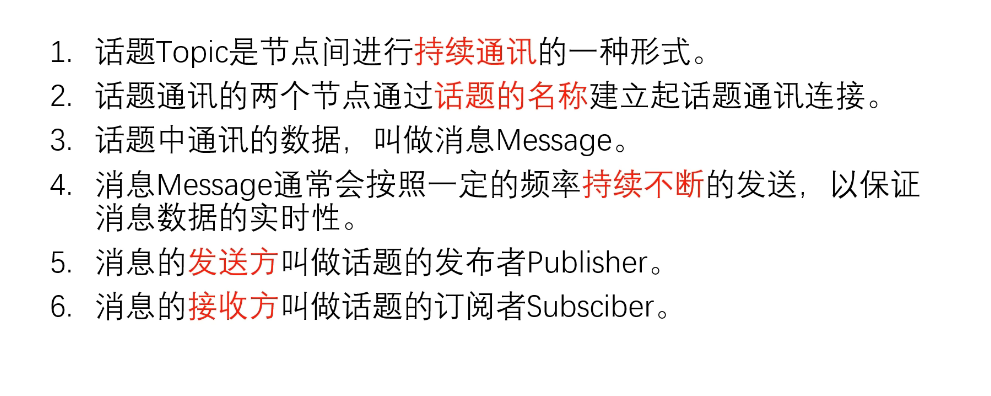 1. 话题Topic是节点间进行持续通讯的一种形式。
2. 话题通讯的两个节点通过话题的名称建立起话题通讯连接。
3. 话题中通讯的数据，叫做消息Message。
4. 消息Message通常会按照一定的频率持续不断的发送，以保证
消息数据的实时性。
5. 消息的发送方叫做话题的发布者Publisher。
6. 消息的接收方叫做话题的订阅者Subsciber。